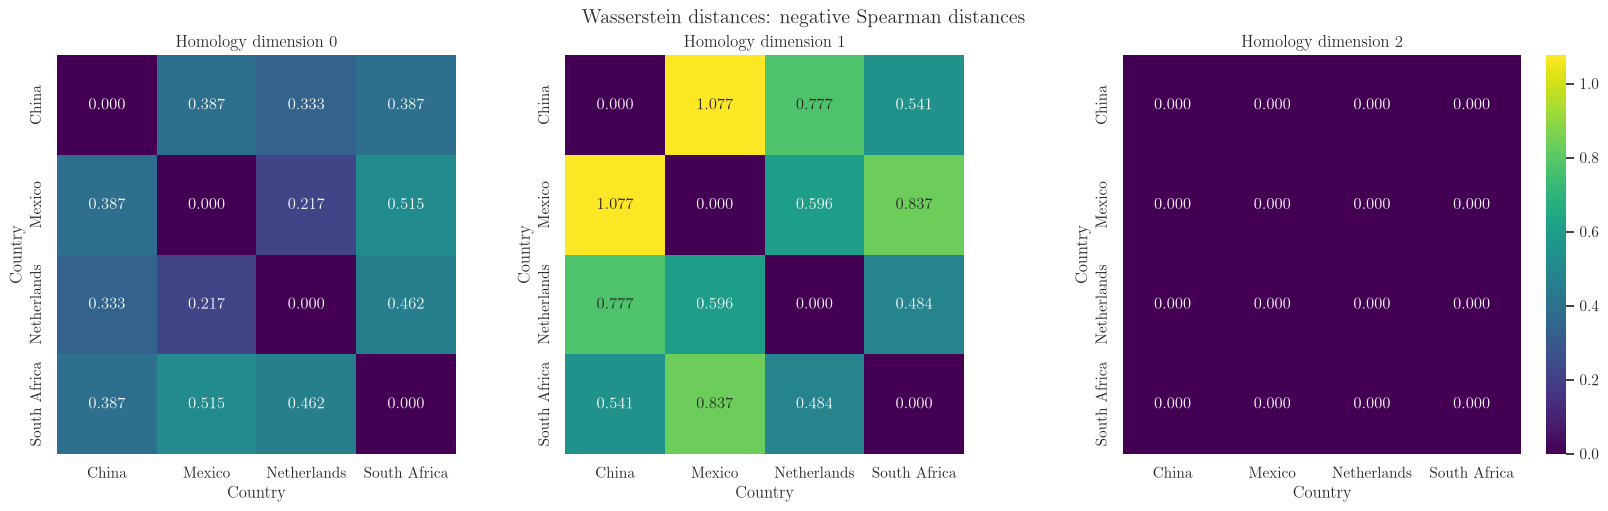 Wasserstein distances: negative Spearman distances
Homology dimension 0
China
0.000 0.387 0.333 0.387
Mexico
0.387 0.000 0.217 0.515
Netherlands
0.333 0.217 0.000 0.462
South Africa
0.387 0.515 0.462 0.000
Country
China Mexico Netherlands South Africa
Country
Homology dimension 1
China
0.000 1.077 0.777 0.541
Mexico
1.077 0.000 0.596 0.837
Netherlands
0.777 0.596 0.000 0.484
South Africa
0.541 0.837 0.484 0.000
Country
China Mexico Netherlands South Africa
Country
Homology dimension 2
China
0.000 0.000 0.000 0.000
Mexico
0.000 0.000 0.000 0.000
Netherlands
0.000 0.000 0.000 0.000
South Africa
0.000 0.000 0.000 0.000
Country
China Mexico Netherlands South Africa
Country
1.0
0.8
0.6
0.4
0.2
0.0